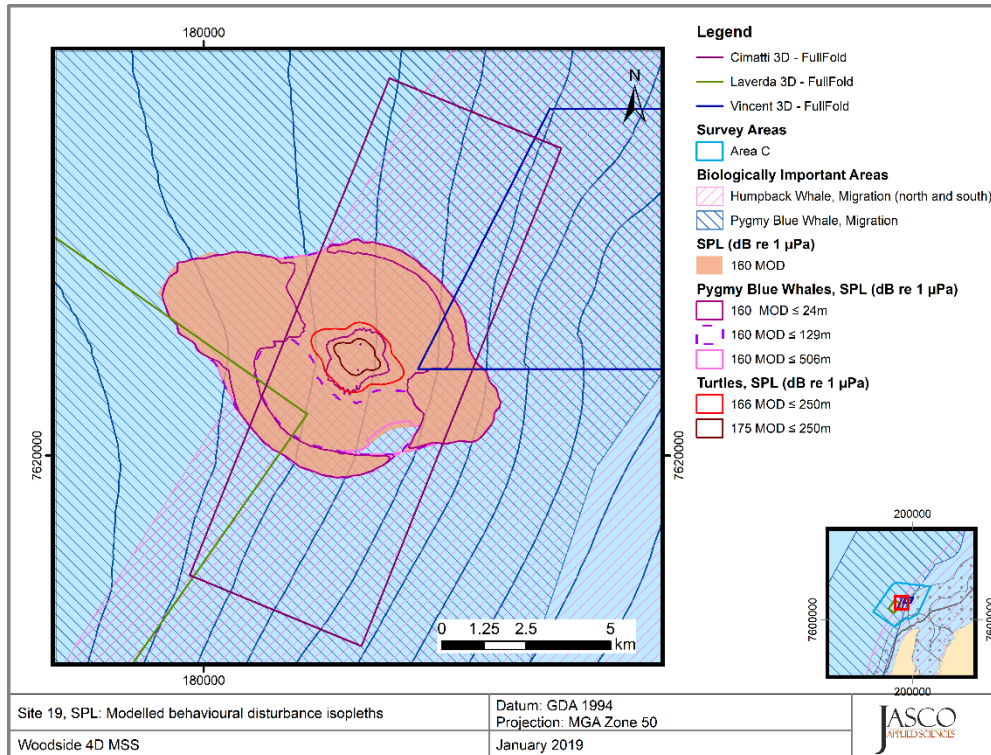 180000
7620000
7620000
180000
N
0 1.25 2.5 5
km
Legend
Cimatti 3D - FullFold
Laverda 3D - FullFold
Vincent 3D - FullFold
Survey Areas
Area C
Biologically Important Areas
Humpback Whale, Migration (north and south)
Pygmy Blue Whale, Migration
SPL (dB re 1 µPa)
160 MOD
Pygmy Blue Whales, SPL (dB re 1 µPa)
160 MOD ≤ 24m
160 MOD ≤ 129m
160 MOD ≤ 506m
Turtles, SPL (dB re 1 µPa)
166 MOD ≤ 250m
175 MOD ≤ 250m
200000
7600000
7600000
200000
Site 19, SPL: Modelled behavioural disturbance isopleths
Datum: GDA 1994
Projection: MGA Zone 50
Woodside 4D MSS
January 2019
JASCO
APPLIED SCIENCES